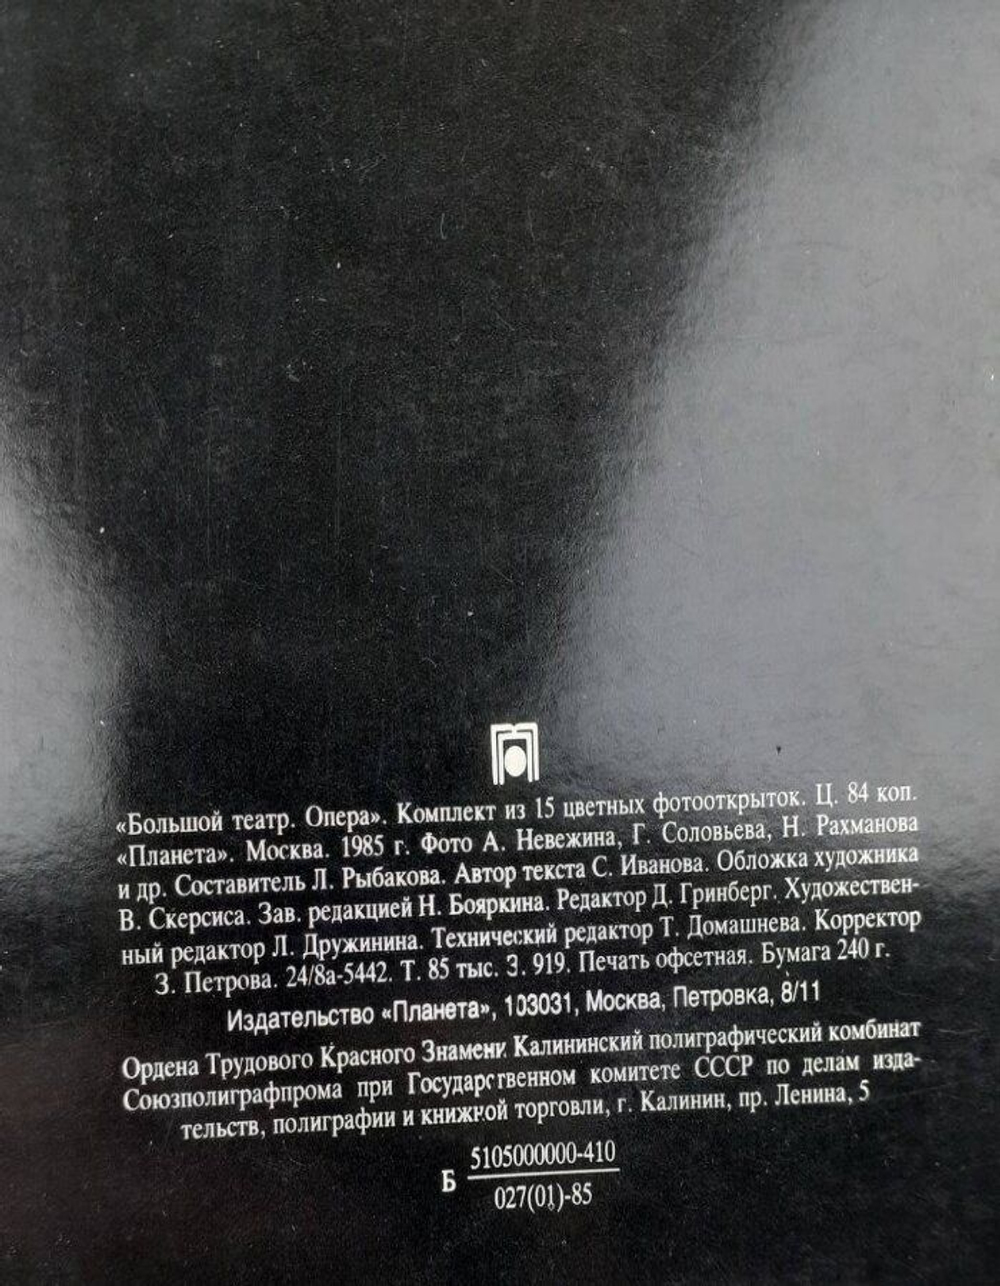 «Большой театр. Опера». Комплект из 15 цветных фотооткрыток. Ц. 84 коп.
«Планета». Москва. 1985 г. Фото А. Невежина, Г. Соловьева, Н. Рахманова
и др. Составитель Л. Рыбакова. Автор текста С. Иванова. Обложка художника
В. Скерсиса. Зав. редакцией Н. Бояркина. Редактор Д. Гринберг. Художествен-
ный редактор Л. Дружинина. Технический редактор Т. Домашнева. Корректор
З. Петрова. 24/8а-5442. Т. 85 тыс. З. 919. Печать офсетная. Бумага 240 г.
Издательство «Планета», 103031, Москва, Петровка, 8/11
Ордена Трудового Красного Знамени Калининский полиграфический комбинат
Союзполиграфпрома при Государственном комитете СССР по делам изда-
тельств, полиграфии и книжной торговли, г. Калинин, пр. Ленина, 5
Б 5105000000-410
027(01)-85